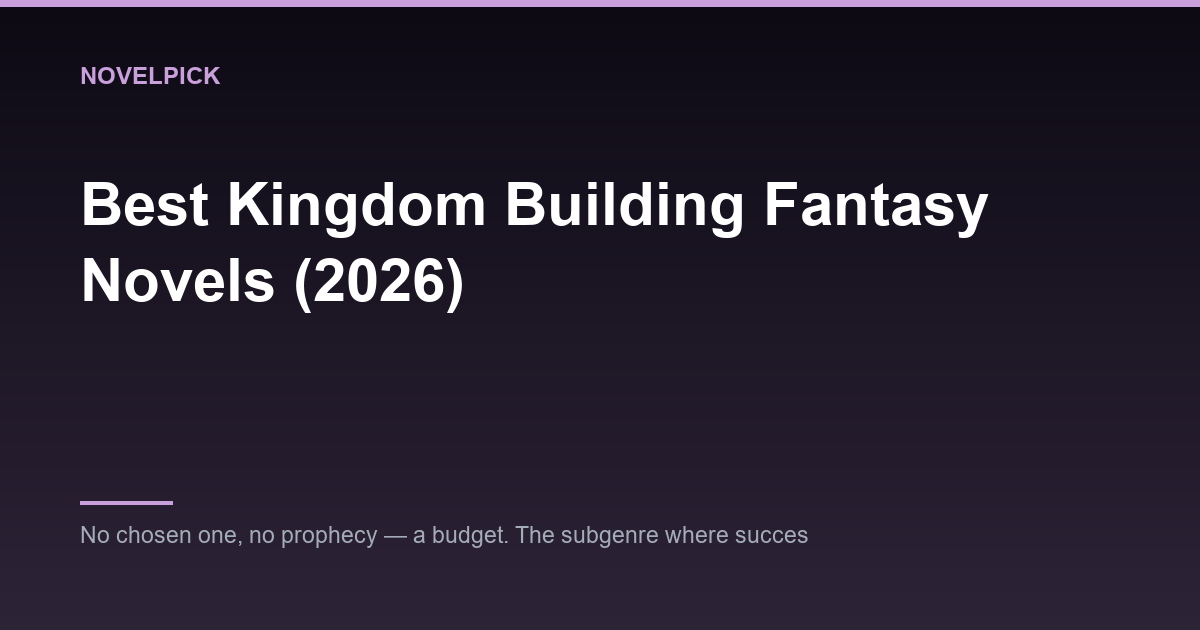 NOVELPICK
Best Kingdom Building Fantasy
Novels (2026)
No chosen one, no prophecy — a budget. The subgenre where succes